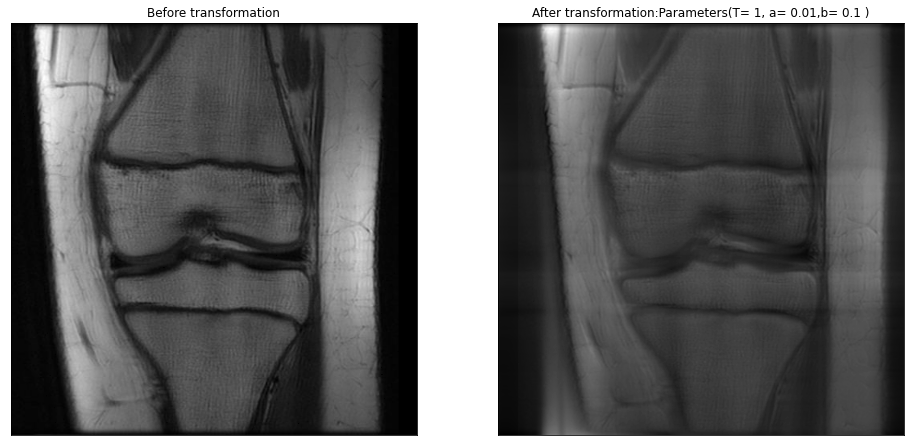 Before transformation
After transformation:Parameters(T= 1, a= 0.01,b= 0.1 )